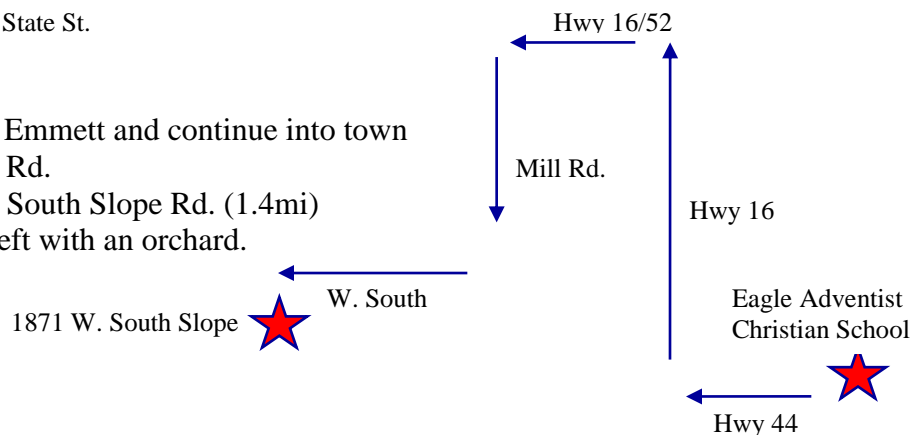 State St.
Hwy 16/52
Emmett and continue into town
Rd.
Mill Rd.
South Slope Rd. (1.4mi)
Hwy 16
eft with an orchard.
W. South
Eagle Adventist
Christian School
1871 W. South Slope
Hwy 44